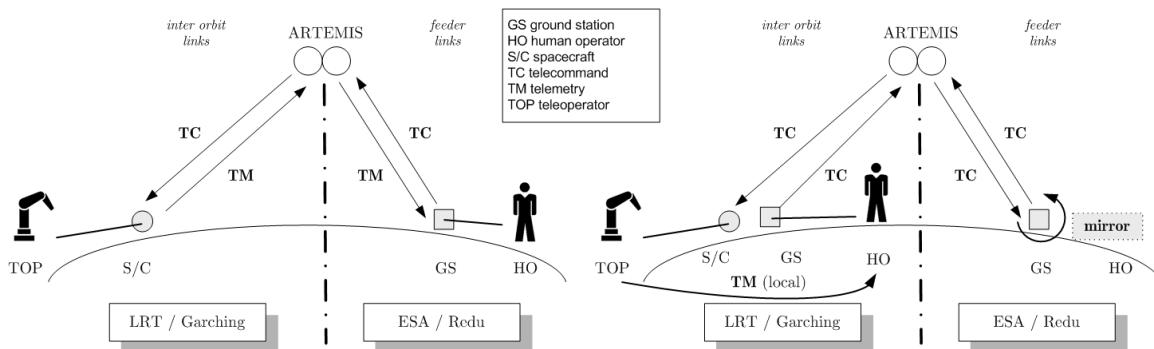 inter orbit
links
ARTEMIS
feeder
links
TC
TC
TM
TM
TOP
S/C
GS
HO
LRT / Garching
ESA / Redu
GS ground station
HO human operator
S/C spacecraft
TC telecommand
TM telemetry
TOP teleoperator
inter orbit
links
ARTEMIS
feeder
links
TC
TC
TC
TC
mirror
TOP
S/C
GS
HO
GS
HO
TM (local)
LRT / Garching
ESA / Redu